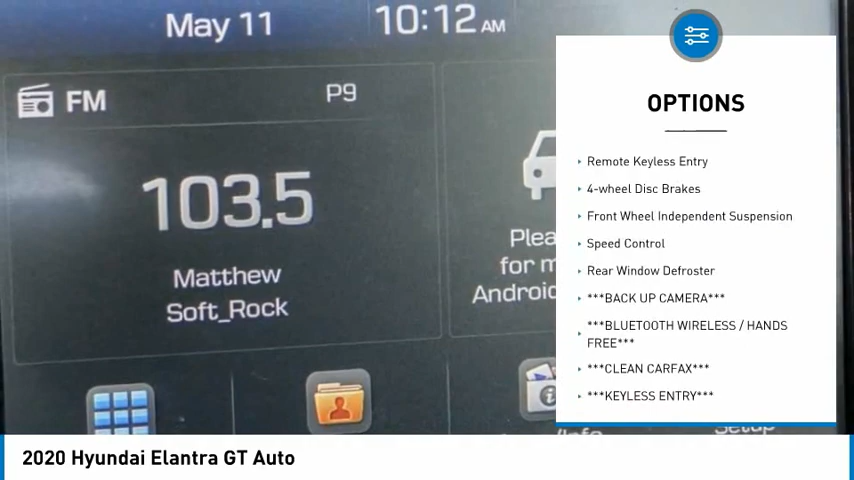 May 11
10:12 AM
FM
P9
103.5
Matthew
Soft_Rock
for m
Android
OPTIONS
Remote Keyless Entry
4-wheel Disc Brakes
Front Wheel Independent Suspension
Speed Control
Rear Window Defroster
***BACK UP CAMERA***
***BLUETOOTH WIRELESS / HANDS
FREE***
***CLEAN CARFAX***
***KEYLESS ENTRY***
Setup
2020 Hyundai Elantra GT Auto